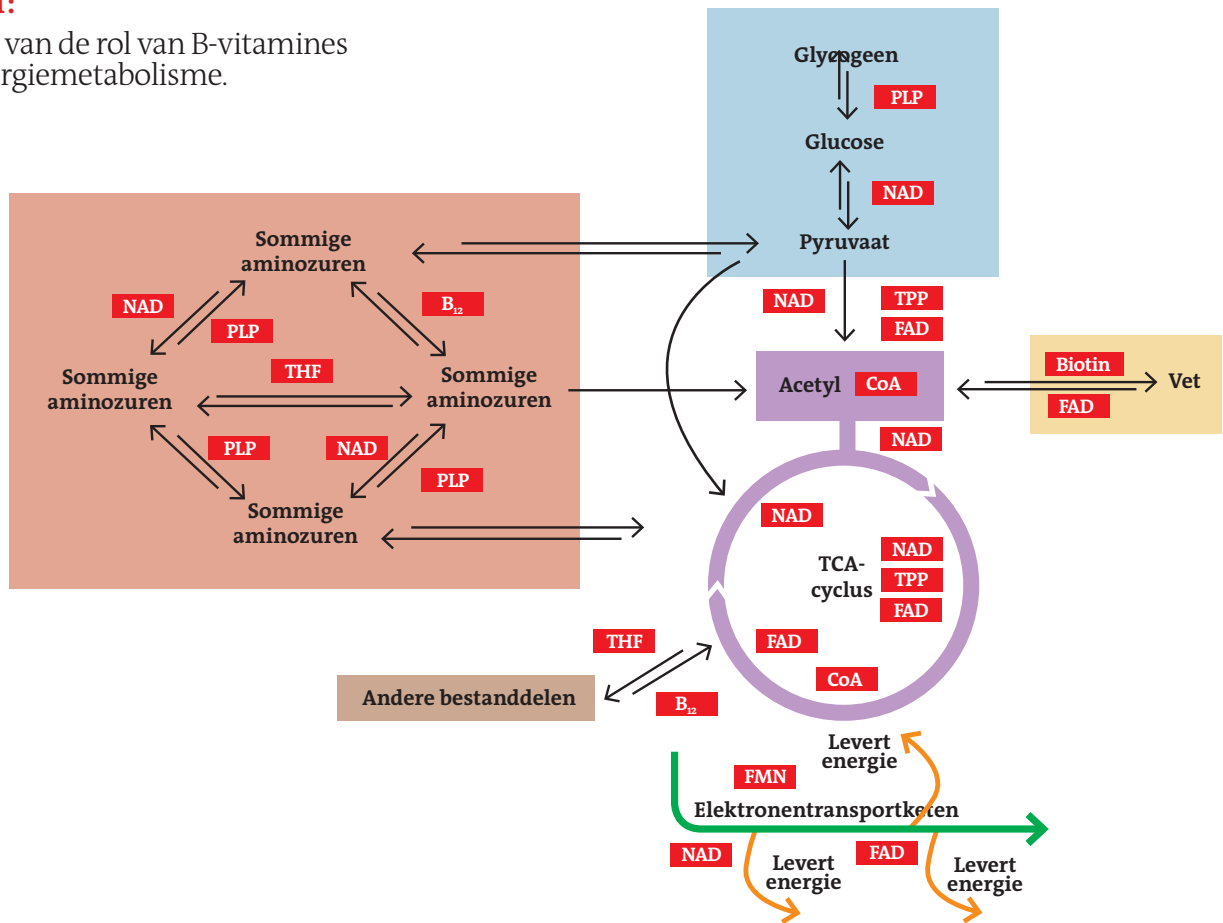 van de rol van B-vitamines
rgiemetabolisme.
Glycogeen
PLP
Glucose
NAD
Pyruvaat
NAD
TPP
FAD
Sommige
aminozuren
NAD
PLP
B₁₂
THF
Sommige
aminozuren
Sommige
aminozuren
PLP
NAD
PLP
Sommige
aminozuren
Acetyl CoA
Biotin
FAD
Vet
NAD
NAD
TCA-
cyclus
NAD
TPP
FAD
FAD
CoA
THF
B₁₂
Andere bestanddelen
Levert
energie
FMN
Elektronentransportketen
NAD
FAD
Levert
energie
Levert
energie